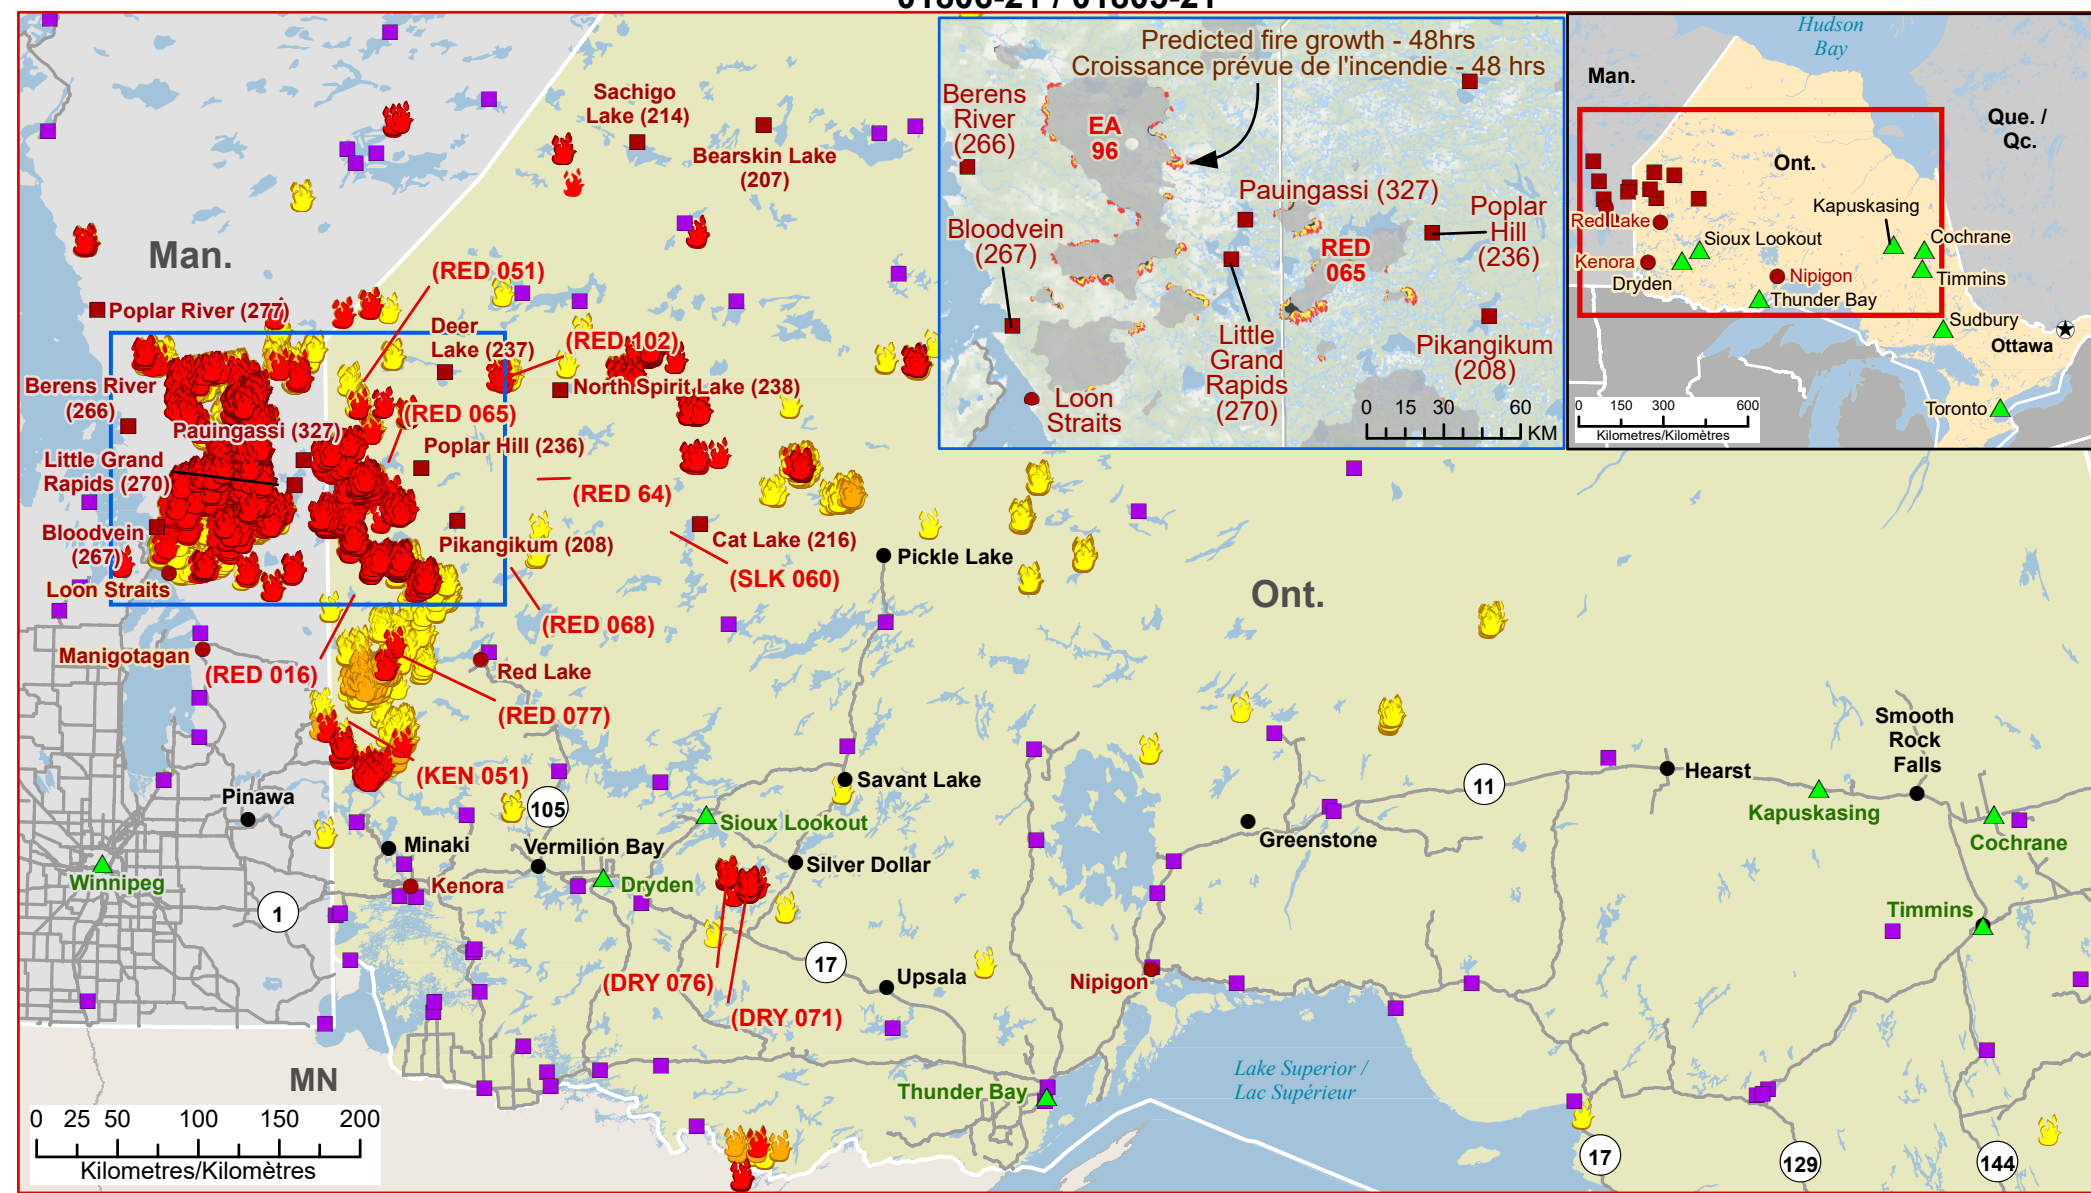 Man.
Sachigo
Lake (214)
Bearskin Lake
(207)
(RED 051)
Poplar River (277)
Deer
Lake (237)
(RED 102)
Berens River
(266)
North Spirit Lake (238)
(RED 065)
Pauingassi (327)
Poplar Hill (236)
Little Grand
Rapids (270)
(RED 64)
Bloodvein
(267)
Pikangikum (208)
Cat Lake (216)
(SLK 060)
Pickle Lake
Loon Straits
Ont.
(RED 068)
Manigotagan
(RED 016)
Red Lake
(RED 077)
(KEN 051)
Pinawa
105
Savant Lake
Sioux Lookout
Minaki
Vermilion Bay
Silver Dollar
Winnipeg
Kenora
Dryden
1
17
(DRY 076)
(DRY 071)
Upsala
Nipigon
Greenstone
11
Hearst
Smooth
Rock
Falls
Kapuskasing
Cochrane
Timmins
MN
Thunder Bay
Lake Superior /
Lac Supérieur
17
129
144
0 25 50 100 150 200
Kilometres/Kilomètres
Predicted fire growth - 48hrs
Croissance prévue de l'incendie - 48 hrs
Berens
River
(266)
EA
96
Pauingassi (327)
Bloodvein
(267)
RED
065
Poplar
Hill
(236)
Little
Grand
Rapids
(270)
Pikangikum
(208)
Loon
Straits
0 15 30 60
KM
Hudson
Bay
Man.
Que. /
Qc.
Ont.
Kapuskasing
Red Lake
Sioux Lookout
Cochrane
Kenora
Nipigon
Timmins
Dryden
Thunder Bay
Sudbury
Ottawa
Toronto
0 150 300 600
Kilometres/Kilomètres